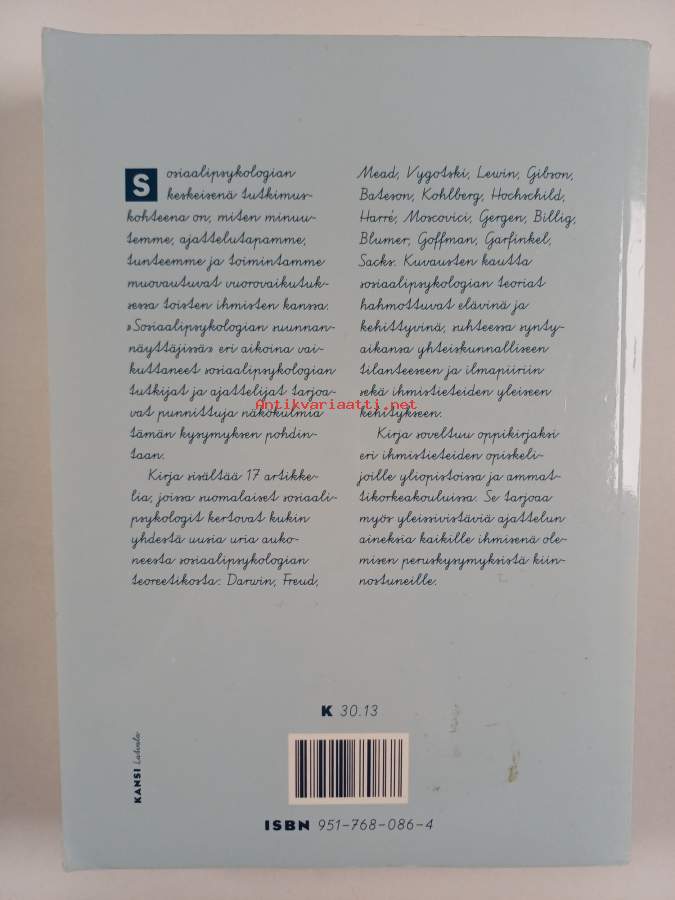 Sosiaalipsykologian
keskeisenä tutkimus-
kohteena on, miten minuu-
temme, ajattelutapamme,
tunteemme ja toimintamme
muovautuvat vuorovaikutuk-
sessa toisten ihmisten kanssa.
»Sosiaalipsykologian suunnan-
näyttäjissä» eri aikoina vai-
kuttaneet sosiaalipsykologian
tutkijat ja ajattelijat tarjoa-
vat punnittuja näkökulmia
tämän kysymyksen pohdin-
taan.
Kirja sisältää 17 artikke-
lia, joissa suomalaiset sosiaali-
psykologit kertovat kukin
yhdestä uusia uria auko-
neesta sosiaalipsykologian
teoreetikosta: Darwin, Freud,
Mead, Vygotski, Lewin, Gibson,
Bateson, Kohlberg, Hochschild,
Harré, Moscovici, Gergen, Billig,
Blumer, Goffman, Garfinkel,
Sacks. Kuvausten kautta
sosiaalipsykologian teoriat
hahmottuvat elävinä ja
kehittyvinä, suhteessa synty-
aikansa yhteiskunnalliseen
tilanteeseen ja ilmapiiriin
sekä ihmistieteiden yleiseen
kehitykseen.
Kirja soveltuu oppikirjaksi
eri ihmistieteiden opiskeli-
joille yliopistoissa ja ammat-
tikorkeakouluissa. Se tarjoaa
myös yleissivistäviä ajattelun
aineksia kaikille ihmisenä ole-
misen peruskysymyksistä kiin-
nostuneille.
Antikvariaatti.net
K 30.13
ISBN 951-768-086-4
KANSI